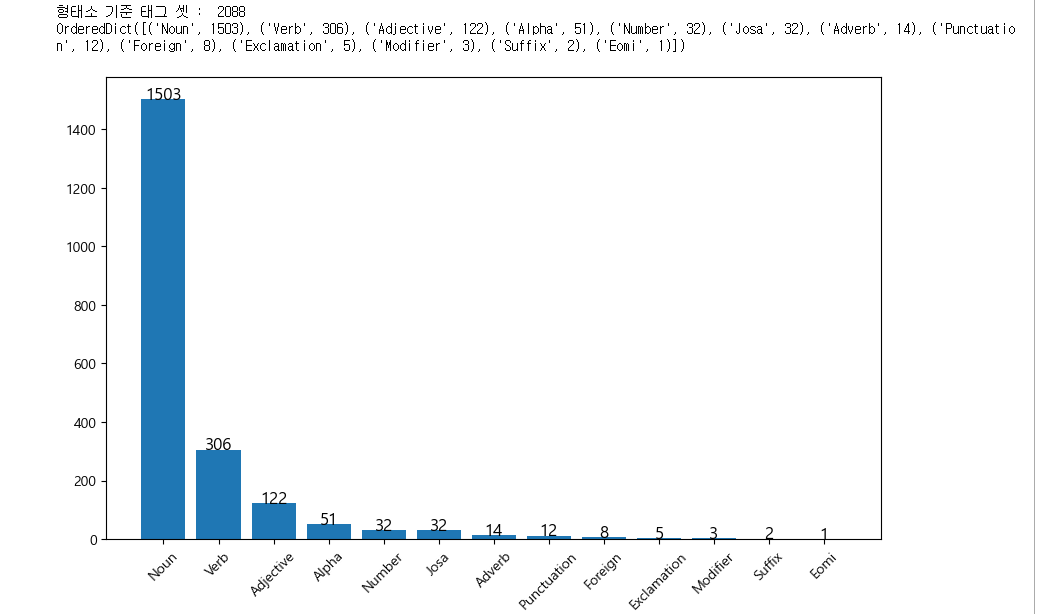 형태소 기준 태그 셋 :  2088
OrderedDict([('Noun', 1503), ('Verb', 306), ('Adjective', 122), ('Alpha', 51), ('Number', 32), ('Josa', 32), ('Adverb', 14), ('Punctuatio
n', 12), ('Foreign', 8), ('Exclamation', 5), ('Modifier', 3), ('Suffix', 2), ('Eomi', 1)])
1503
1400
1200
1000
800
600
400
306
200
122
51
32
32
14
12
8
5
3
2
1
0
Noun
Verb
Adjective
Alpha
Number
Josa
Adverb
Punctuation
Foreign
Exclamation
Modifier
Suffix
Eomi